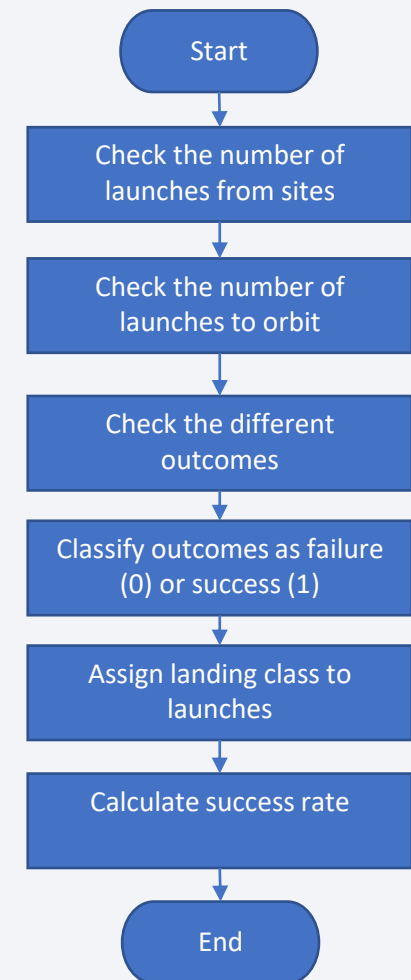 Start
Check the number of
launches from sites
Check the number of
launches to orbit
Check the different
outcomes
Classify outcomes as failure
(0) or success (1)
Assign landing class to
launches
Calculate success rate
End